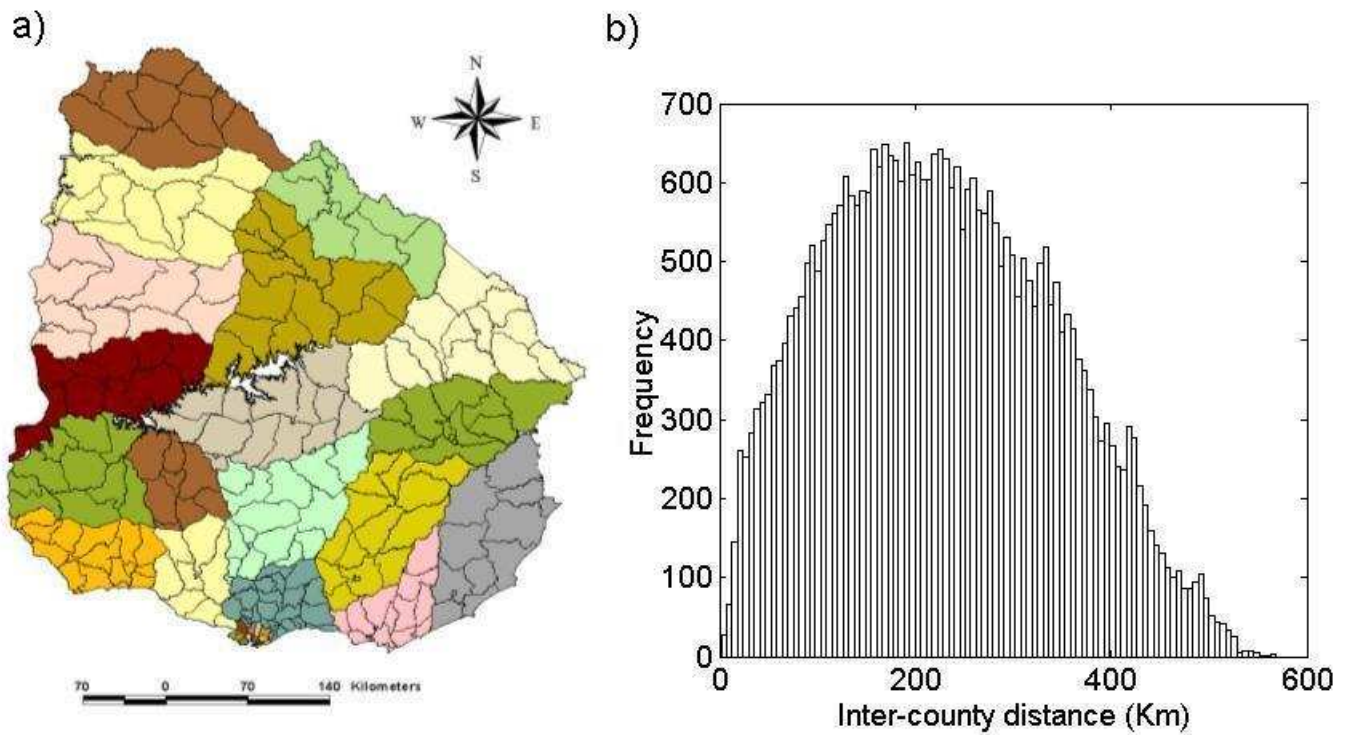 a)
N
W
E
S
70 0 70 140 Kilometers
b)
700
600
500
400
300
200
100
0
Frequency
0 200 400 600
Inter-county distance (Km)